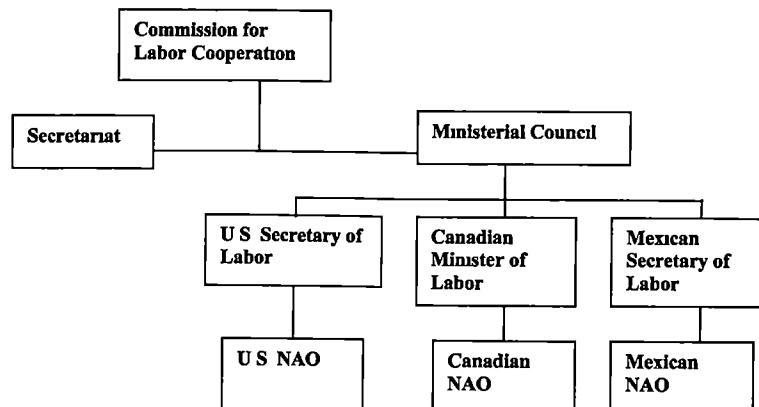 Commission for
Labor Cooperation
Secretariat
Ministerial Council
U S Secretary of
Labor
Canadian
Minister of
Labor
Mexican
Secretary of
Labor
U S NAO
Canadian
NAO
Mexican
NAO